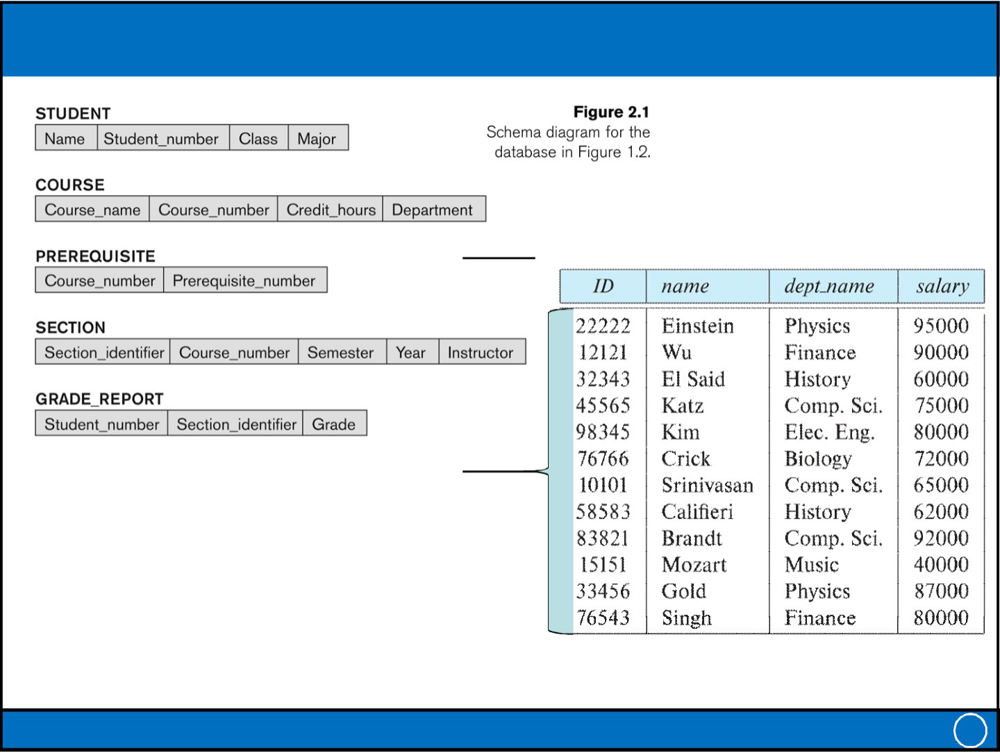 STUDENT
Name Student_number Class Major
COURSE
Course_name Course_number Credit_hours Department
PREREQUISITE
Course_number Prerequisite_number
SECTION
Section_identifier Course_number Semester Year Instructor
GRADE_REPORT
Student_number Section_identifier Grade
Figure 2.1
Schema diagram for the
database in Figure 1.2.
ID name dept_name salary
22222 Einstein Physics 95000
12121 Wu Finance 90000
32343 El Said History 60000
45565 Katz Comp. Sci. 75000
98345 Kim Elec. Eng. 80000
76766 Crick Biology 72000
10101 Srinivasan Comp. Sci. 65000
58583 Califieri History 62000
83821 Brandt Comp. Sci. 92000
15151 Mozart Music 40000
33456 Gold Physics 87000
76543 Singh Finance 80000